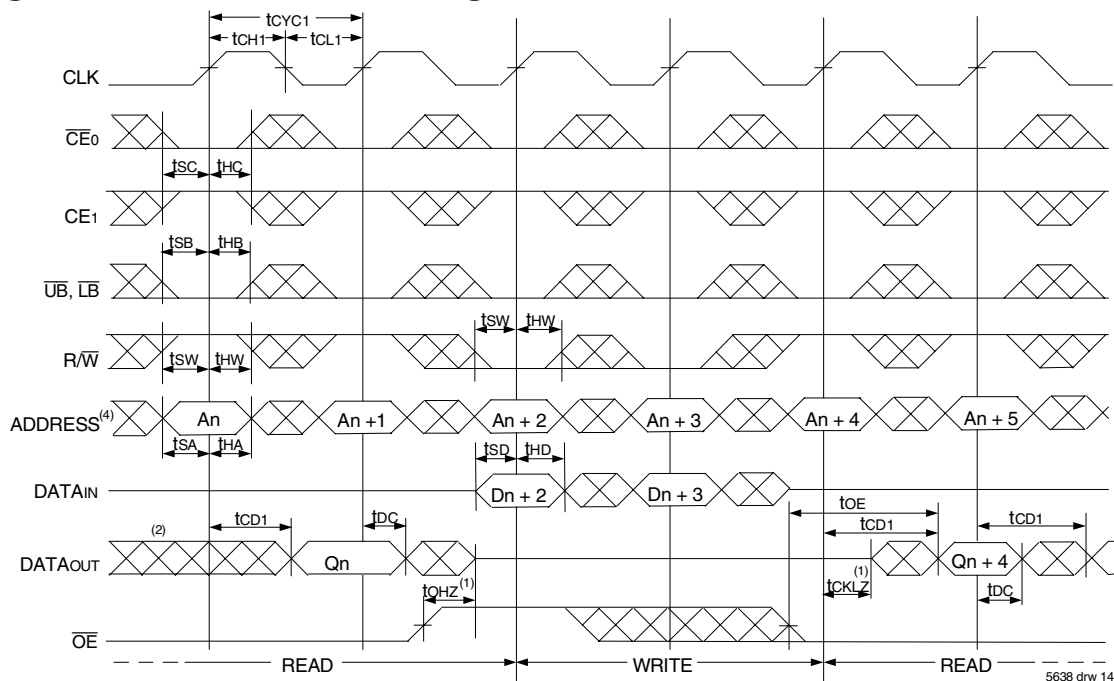 tCYC1
tCH1 tCL1
CLK
CE0
tSC tHC
CE1
tSB tHB
UB, LB
tSW tHW
R/W
tSW tHW
ADDRESS(4) An An +1 An + 2 An + 3 An + 4 An + 5
tSA tHA tSD tHD
DATAIN Dn + 2 Dn + 3
tOE
(2) tCD1 tDC tCD1 tCD1
DATAOUT Qn Qn + 4
tOHZ(1) tCKLZ(1) tDC
OE
READ WRITE READ
5638 drw 14